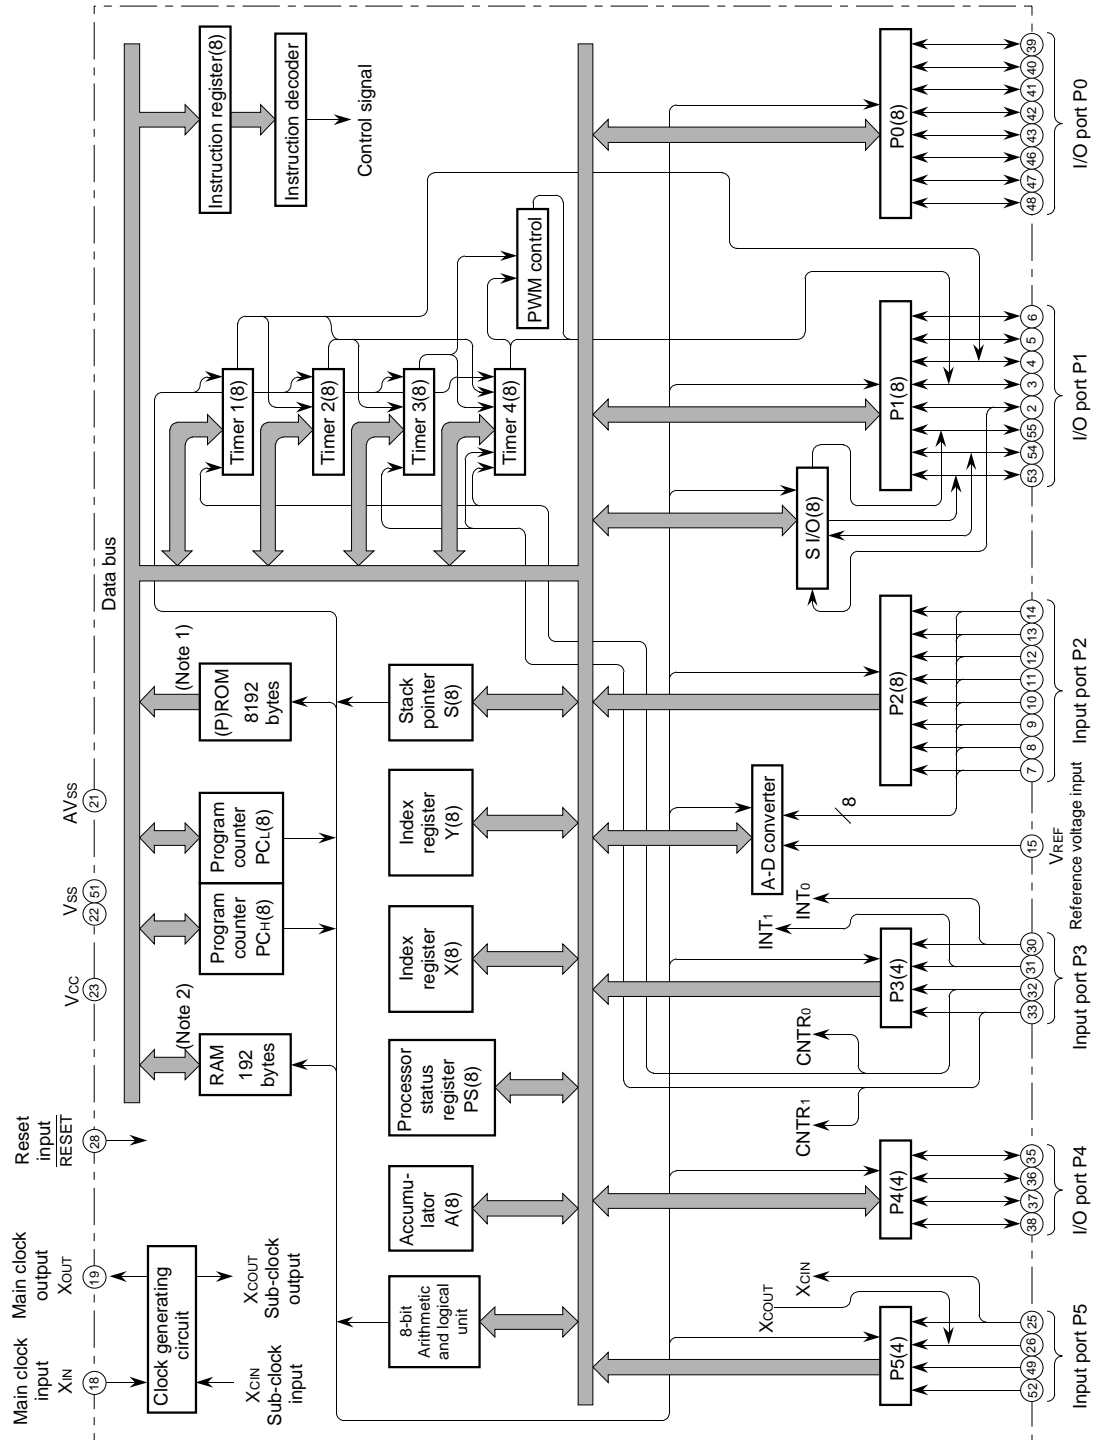 Main clock
input
XIN
18
Main clock
output
XOUT
19
Reset
input
RESET
28
VCC
23
VSS
22
51
AVSS
21
Data bus
Clock generating
circuit
XCIN
Sub-clock
input
XCOUT
Sub-clock
output
RAM
192
bytes
(Note 2)
Program
counter
PCH(8)
Program
counter
PCL(8)
(P)ROM
8192
bytes
(Note 1)
Timer 1(8)
Timer 2(8)
Timer 3(8)
Timer 4(8)
PWM control
Instruction register(8)
Instruction decoder
Control signal
8-bit
Arithmetic
and logical
unit
Accumu-
lator
A(8)
Processor
status
register
PS(8)
Index
register
X(8)
Index
register
Y(8)
Stack
pointer
S(8)
XCOUT
XCIN
CNTR1
CNTR0
INT1
INT0
A-D converter
8
S I/O(8)
P5(4)
P4(4)
P3(4)
P2(8)
P1(8)
P0(8)
52
49
26
25
Input port P5
38
37
36
35
I/O port P4
33
32
31
30
Input port P3
15
VREF
Reference voltage input
7
8
9
10
11
12
13
14
Input port P2
53
54
55
2
3
4
5
6
I/O port P1
48
47
46
43
42
41
40
39
I/O port P0